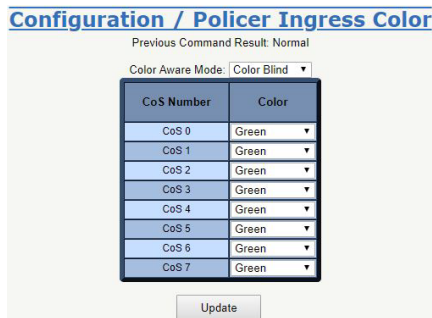 Configuration / Policer Ingress Color
Previous Command Result: Normal
Color Aware Mode: Color Blind
CoS Number Color
CoS 0 Green
CoS 1 Green
CoS 2 Green
CoS 3 Green
CoS 4 Green
CoS 5 Green
CoS 6 Green
CoS 7 Green
Update